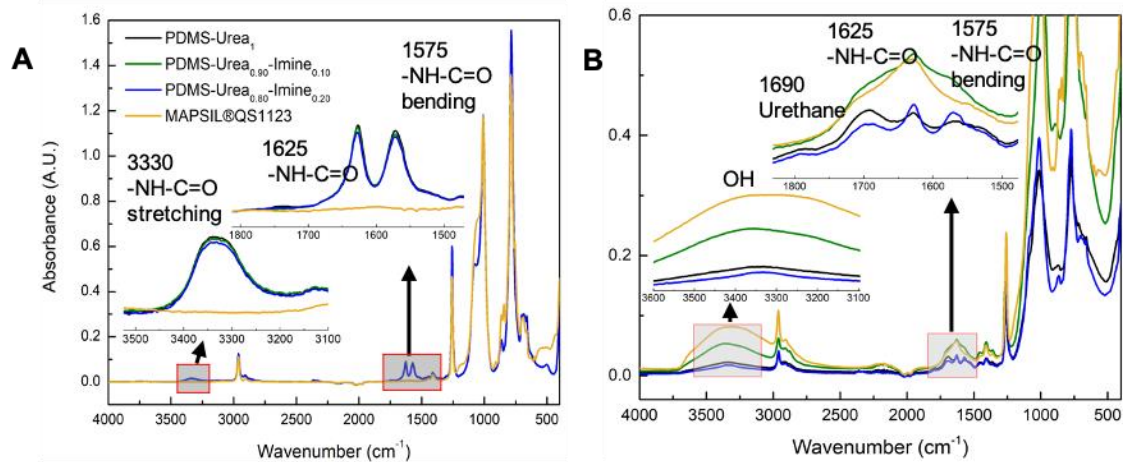 A
PDMS-Urea₁
PDMS-Urea₀.₉₀-Imine₀.₁₀
PDMS-Urea₀.₈₀-Imine₀.₂₀
MAPSIL®QS1123
1575
-NH-C=O
bending
3330
-NH-C=O
stretching
1625
-NH-C=O
1800 1700 1600 1500
3500 3400 3300 3200 3100
1.6
1.4
1.2
1.0
0.8
0.6
0.4
0.2
0.0
Absorbance (A.U.)
4000 3500 3000 2500 2000 1500 1000 500
Wavenumber (cm⁻¹)
B
1625
-NH-C=O
1575
-NH-C=O
bending
1690
Urethane
1800 1700 1600 1500
OH
3600 3500 3400 3300 3200 3100
0.6
0.4
0.2
0.0
4000 3500 3000 2500 2000 1500 1000 500
Wavenumber (cm⁻¹)